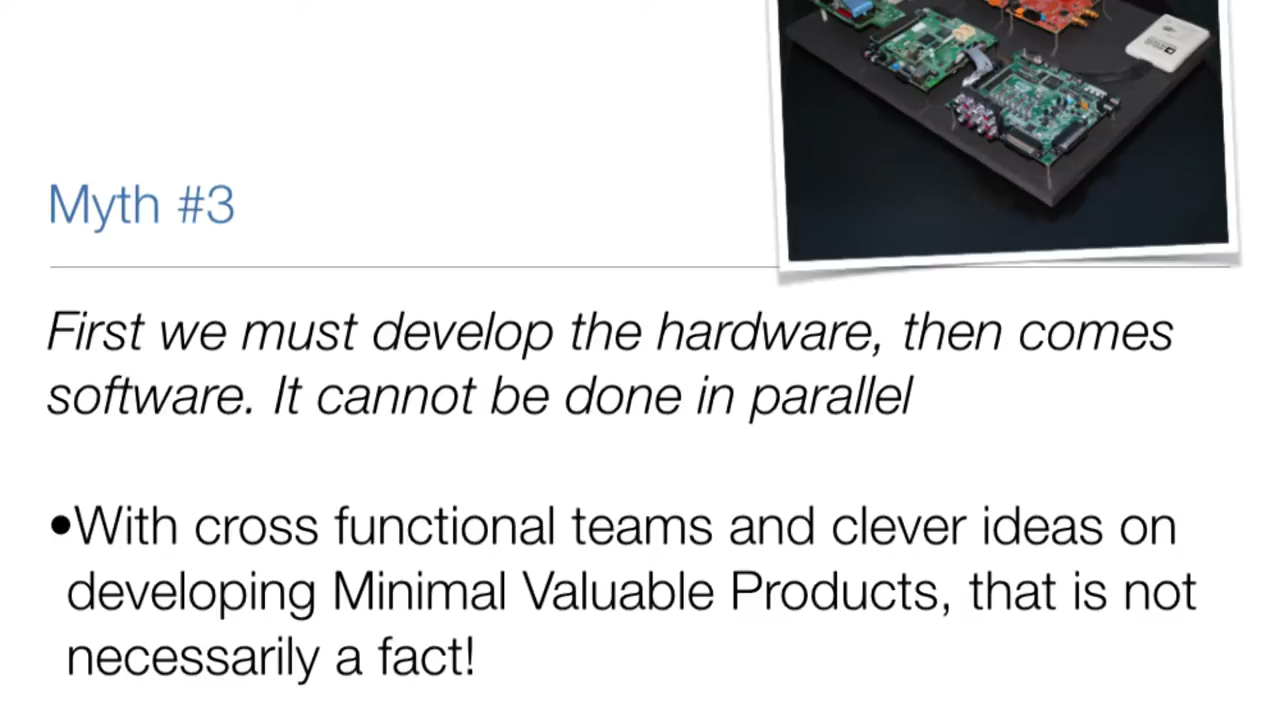 Myth #3
First we must develop the hardware, then comes
software. It cannot be done in parallel
•With cross functional teams and clever ideas on
developing Minimal Valuable Products, that is not
necessarily a fact!